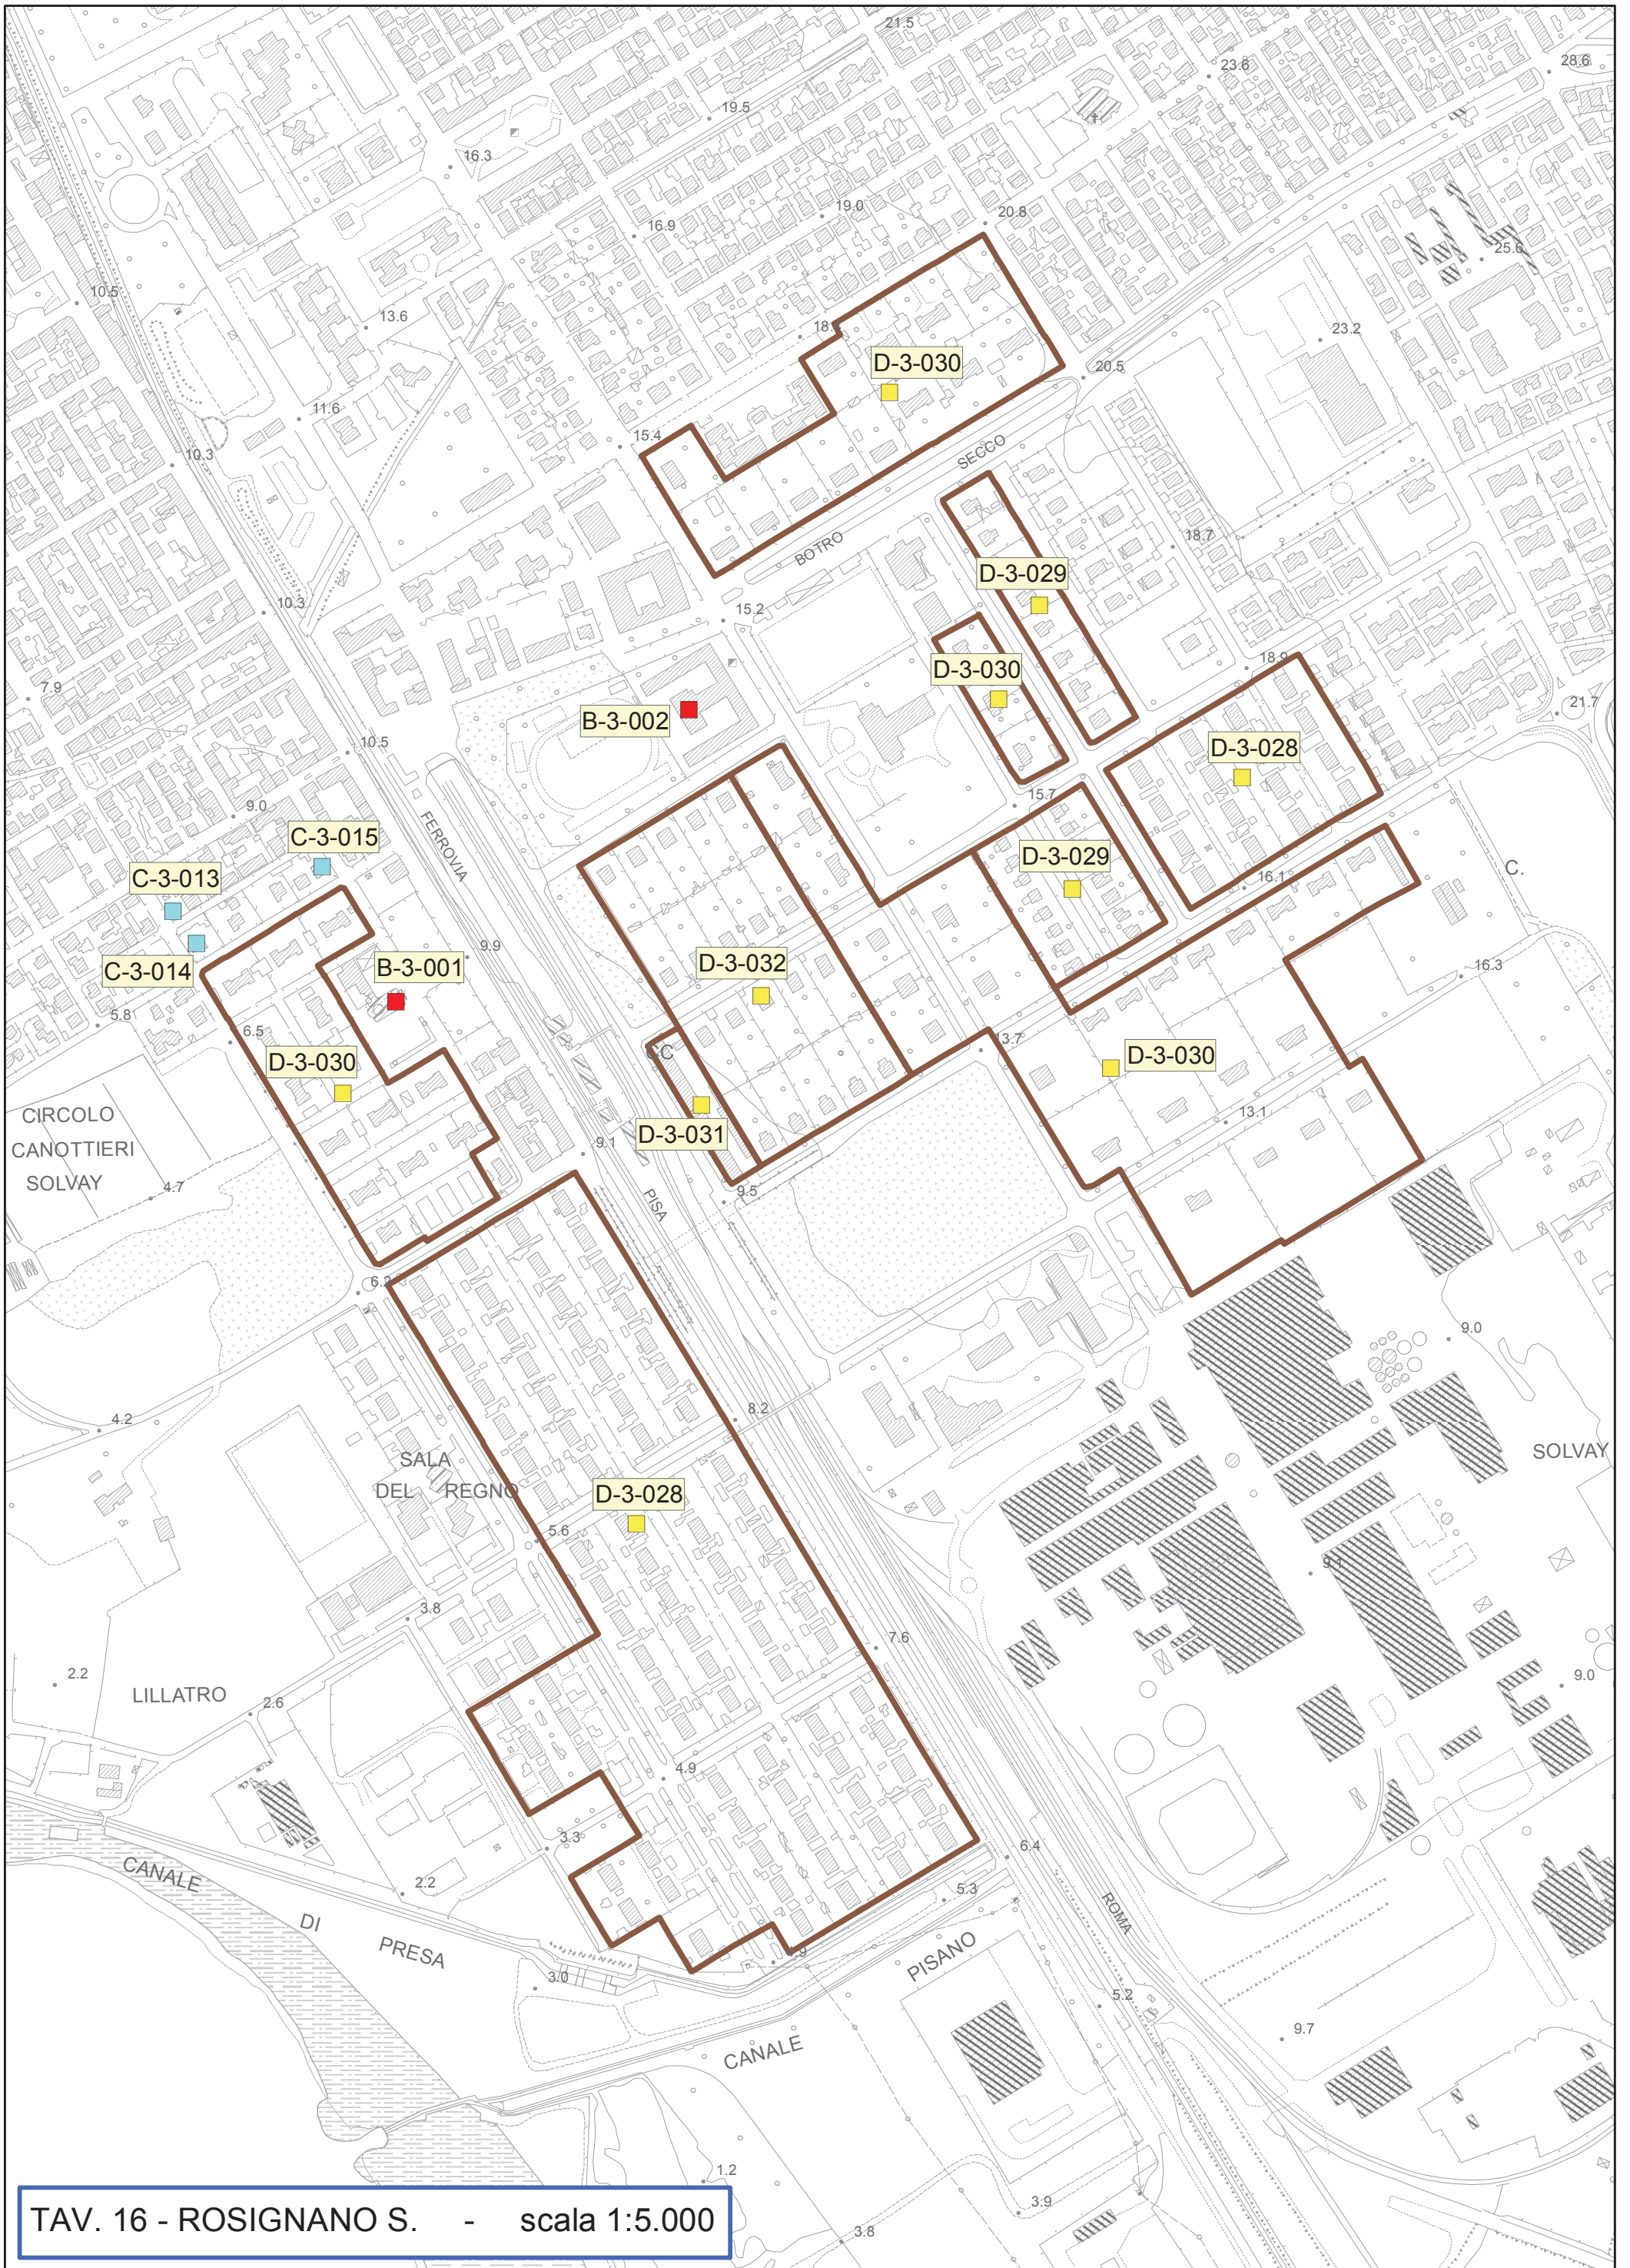 21.5
28.6
23.6
19.5
16.3
19.0
20.8
16.9
25.6
10.5
13.6
23.2
D-3-030
20.5
11.6
15.4
10.3
SECCO
BOTRO
18.7
D-3-029
10.3
15.2
18.9
D-3-030
7.9
21.7
B-3-002
10.5
D-3-028
15.7
9.0
FERROVIA
C-3-015
D-3-029
C-3-013
16.1
C.
9.9
C-3-014
B-3-001
D-3-032
16.3
5.8
6.5
13.7
CC
D-3-030
D-3-030
CIRCOLO
CANOTTIERI
SOLVAY
13.1
D-3-031
9.1
4.7
9.5
PISA
6.2
9.0
4.2
8.2
SALA
DEL REGNO
SOLVAY
D-3-028
5.6
9.1
3.8
7.6
2.2
9.0
LILLATRO
2.6
4.9
3.3
6.4
CANALE
DI
PRESA
2.2
5.3
ROMA
PISANO
3.0
5.2
9.7
CANALE
1.2
3.9
3.8
TAV. 16 - ROSIGNANO S. - scala 1:5.000